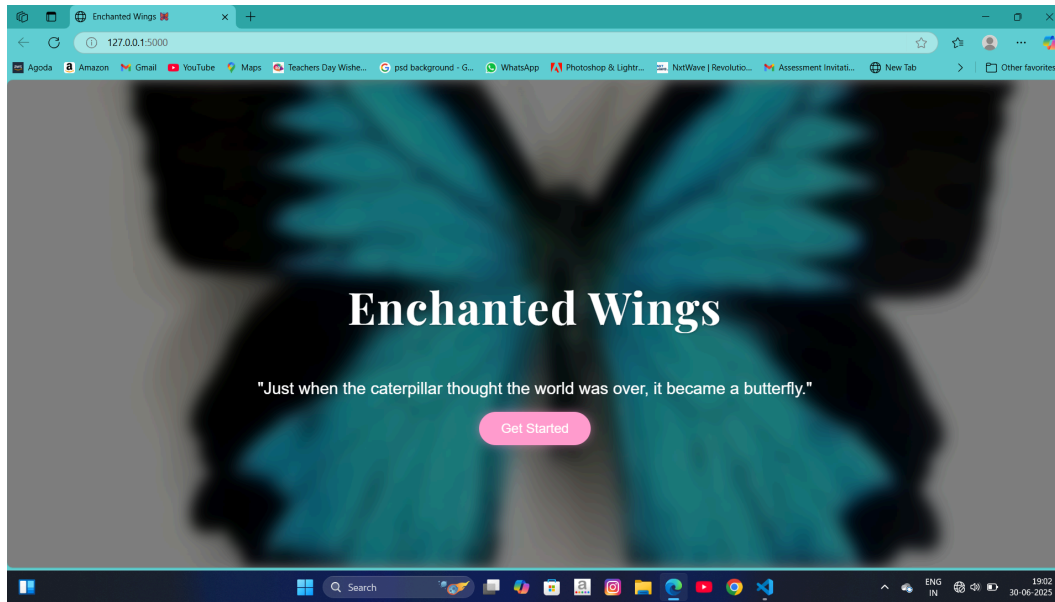 Enchanted Wings
127.0.0.1:5000
Agoda
Amazon
Gmail
YouTube
Maps
Teachers Day Wishe...
psd background - G...
WhatsApp
Photoshop & Lightr...
NxtWave | Revolutio...
Assessment Invitati...
New Tab
Other favorites
Enchanted Wings
"Just when the caterpillar thought the world was over, it became a butterfly."
Get Started
Search
ENG
IN
19:02
30-06-2025